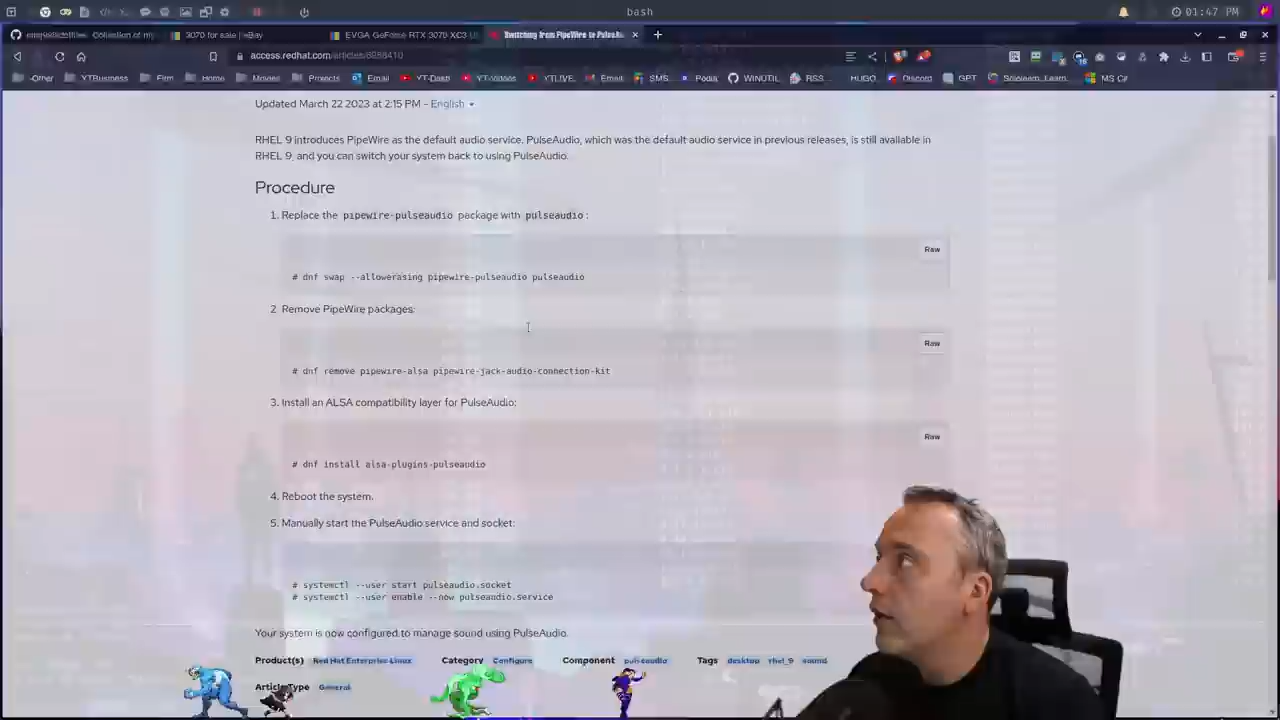 bash
01:47 PM
3070 for sale | eBay
EVGA GeForce RTX 3070 XC3 U
Switching from PipeWire to PulseA
access.redhat.com/articles/6958410
-Other
YTBusiness
Firm
Home
Movies
Projects
Email
YT-Dash
YT-Videos
YTLIVE
Email
SMS
Podia
WINUTIL
RSS...
HUGO
Discord
GPT
MS C#
Updated March 22 2023 at 2:15 PM - English
RHEL 9 introduces PipeWire as the default audio service. PulseAudio, which was the default audio service in previous releases, is still available in
RHEL 9, and you can switch your system back to using PulseAudio.
Procedure
1. Replace the pipewire-pulseaudio package with pulseaudio:
Raw
# dnf swap --allowerasing pipewire-pulseaudio pulseaudio
2. Remove PipeWire packages:
Raw
# dnf remove pipewire-alsa pipewire-jack-audio-connection-kit
3. Install an ALSA compatibility layer for PulseAudio:
Raw
# dnf install alsa-plugins-pulseaudio
4. Reboot the system.
5. Manually start the PulseAudio service and socket:
# systemctl --user start pulseaudio.socket
# systemctl --user enable --now pulseaudio.service
Your system is now configured to manage sound using PulseAudio.
Product(s) Red Hat Enterprise Linux Category Configure Component pulseaudio Tags desktop rhel_9 sound
Article Type General